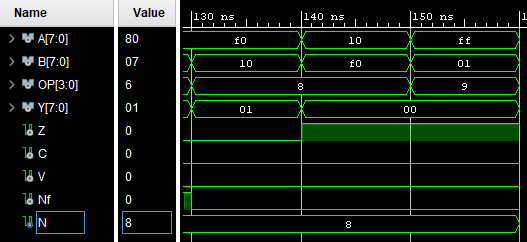 Name Value 130 ns 140 ns 150 ns
A[7:0] 80 f0 10 ff
B[7:0] 07 10 f0 01
OP[3:0] 6 8 9
Y[7:0] 01 01 00
Z 0
C 0
V 0
Nf 0
N 8 8